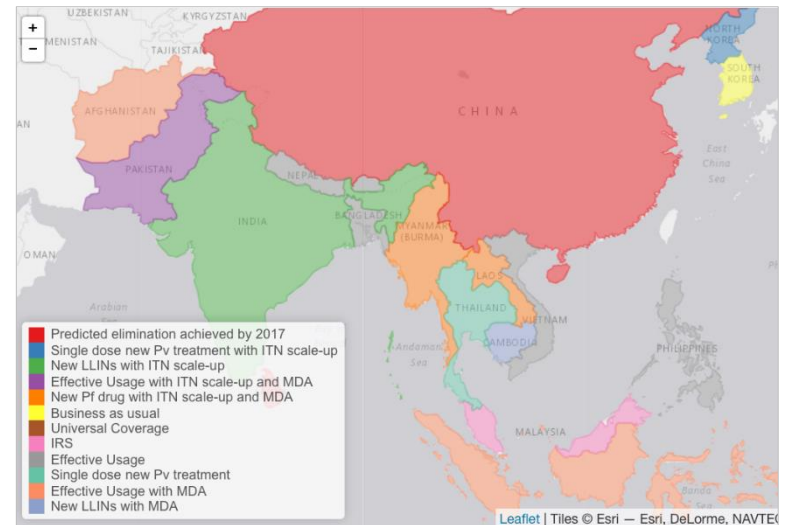 UZBEKISTAN
KYRGYZSTAN
+
−
MENISTAN
TAJIKISTAN
NORTH
KOREA
SOUTH
KOREA
AFGHANISTAN
CHINA
AN
East
China
Sea
PAKISTAN
NEPAL
BANGLADESH
INDIA
MYANMAR
(BURMA)
OMAN
LAOS
Arabian
THAILAND
VIETNAM
CAMBODIA
Andaman
Sea
PHILIPPINES
MALAYSIA
Banda
Sea
Predicted elimination achieved by 2017
Single dose new Pv treatment with ITN scale-up
New LLINs with ITN scale-up
Effective Usage with ITN scale-up and MDA
New Pf drug with ITN scale-up and MDA
Business as usual
Universal Coverage
IRS
Effective Usage
Single dose new Pv treatment
Effective Usage with MDA
New LLINs with MDA
Leaflet | Tiles © Esri — Esri, DeLorme, NAVTEQ